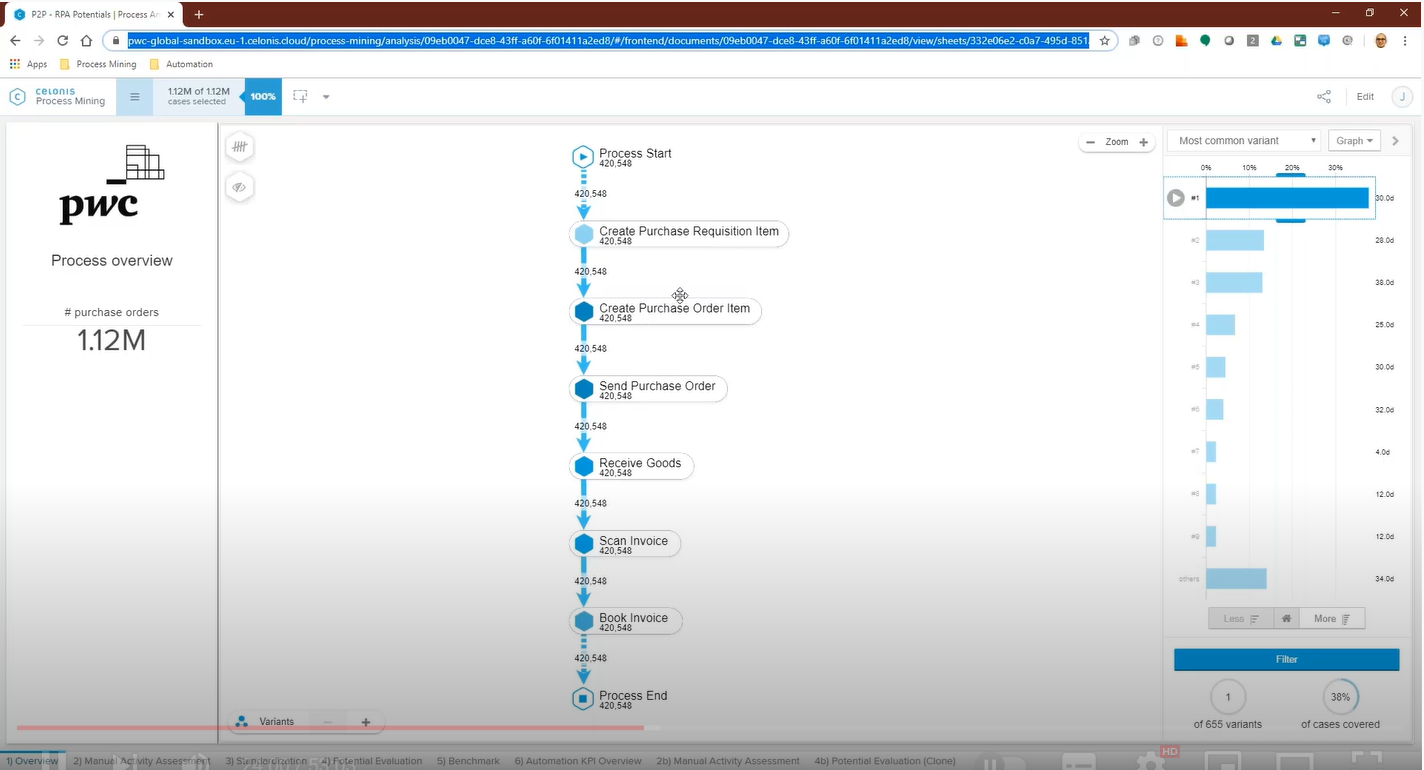 P2P - RPA Potentials | Process An
pwc-global-sandbox.eu-1.celonis.cloud/process-mining/analysis/09eb0047-dce8-43ff-a60f-6f01411a2ed8/#/frontend/documents/09eb0047-dce8-43ff-a60f-6f01411a2ed8/view/sheets/332e06e2-c0a7-495d-851
Apps Process Mining Automation
celonis
Process Mining
1.12M of 1.12M
cases selected
100%
Edit
J
pwc
Process overview
# purchase orders
1.12M
Process Start
420,548
420,548
Create Purchase Requisition Item
420,548
420,548
Create Purchase Order Item
420,548
420,548
Send Purchase Order
420,548
420,548
Receive Goods
420,548
420,548
Scan Invoice
420,548
420,548
Book Invoice
420,548
420,548
Process End
420,548
Variants
Zoom
Most common variant
Graph
0% 10% 20% 30%
#1 30.0d
#2 28.0d
#3 38.0d
#4 25.0d
#5 30.0d
#6 32.0d
#7 4.0d
#8 12.0d
#9 12.0d
others 34.0d
Less More
Filter
1 38%
of 655 variants of cases covered
HD
1) Overview 2) Manual Activity Assessment 3) Standardization 4) Potential Evaluation 5) Benchmark 6) Automation KPI Overview 2b) Manual Activity Assessment 4b) Potential Evaluation (Clone)